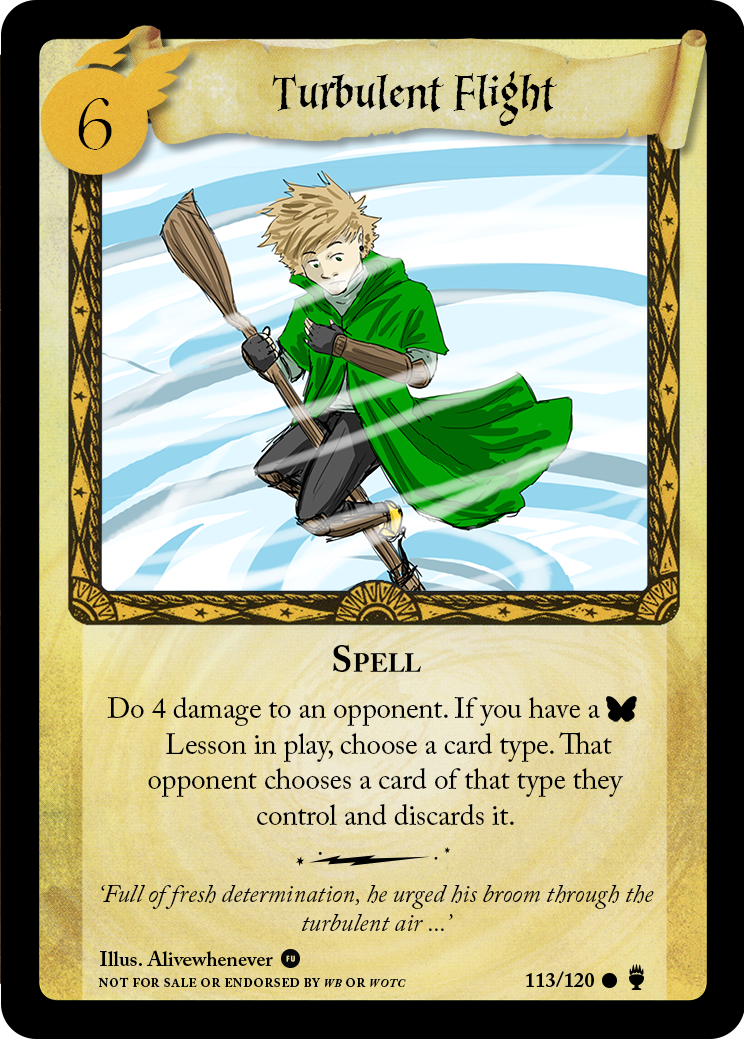 6
Turbulent Flight
SPELL
Do 4 damage to an opponent. If you have a
Lesson in play, choose a card type. That
opponent chooses a card of that type they
control and discards it.
‘Full of fresh determination, he urged his broom through the
turbulent air ...’
Illus. Alivewhenever FU
NOT FOR SALE OR ENDORSED BY WB OR WOTC
113/120